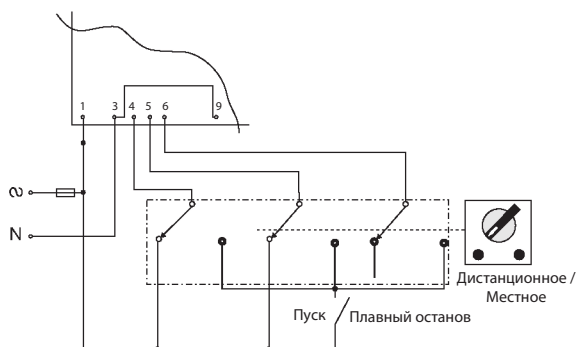 1 3 4 5 6 9
N
Дистанционное /
Местное
Пуск
Плавный останов